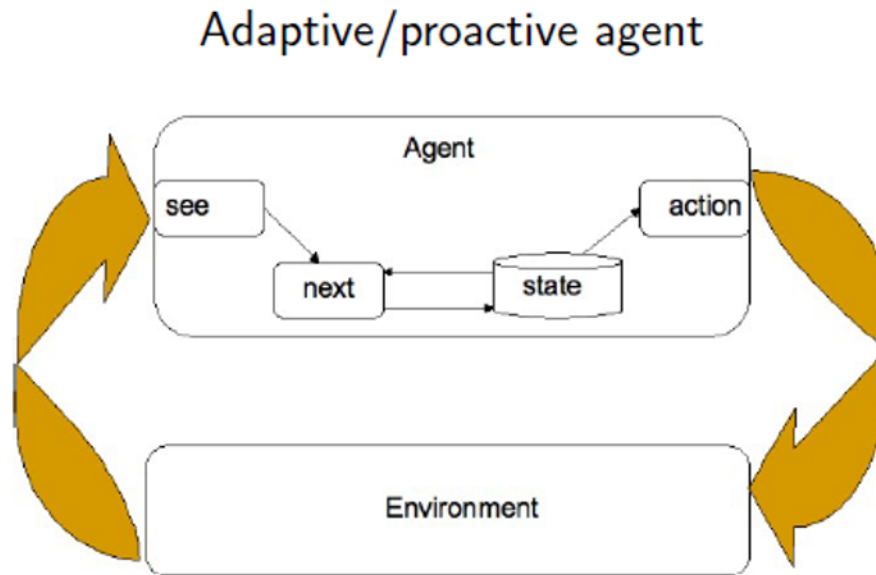 Adaptive/proactive agent
Agent
see
action
next
state
Environment